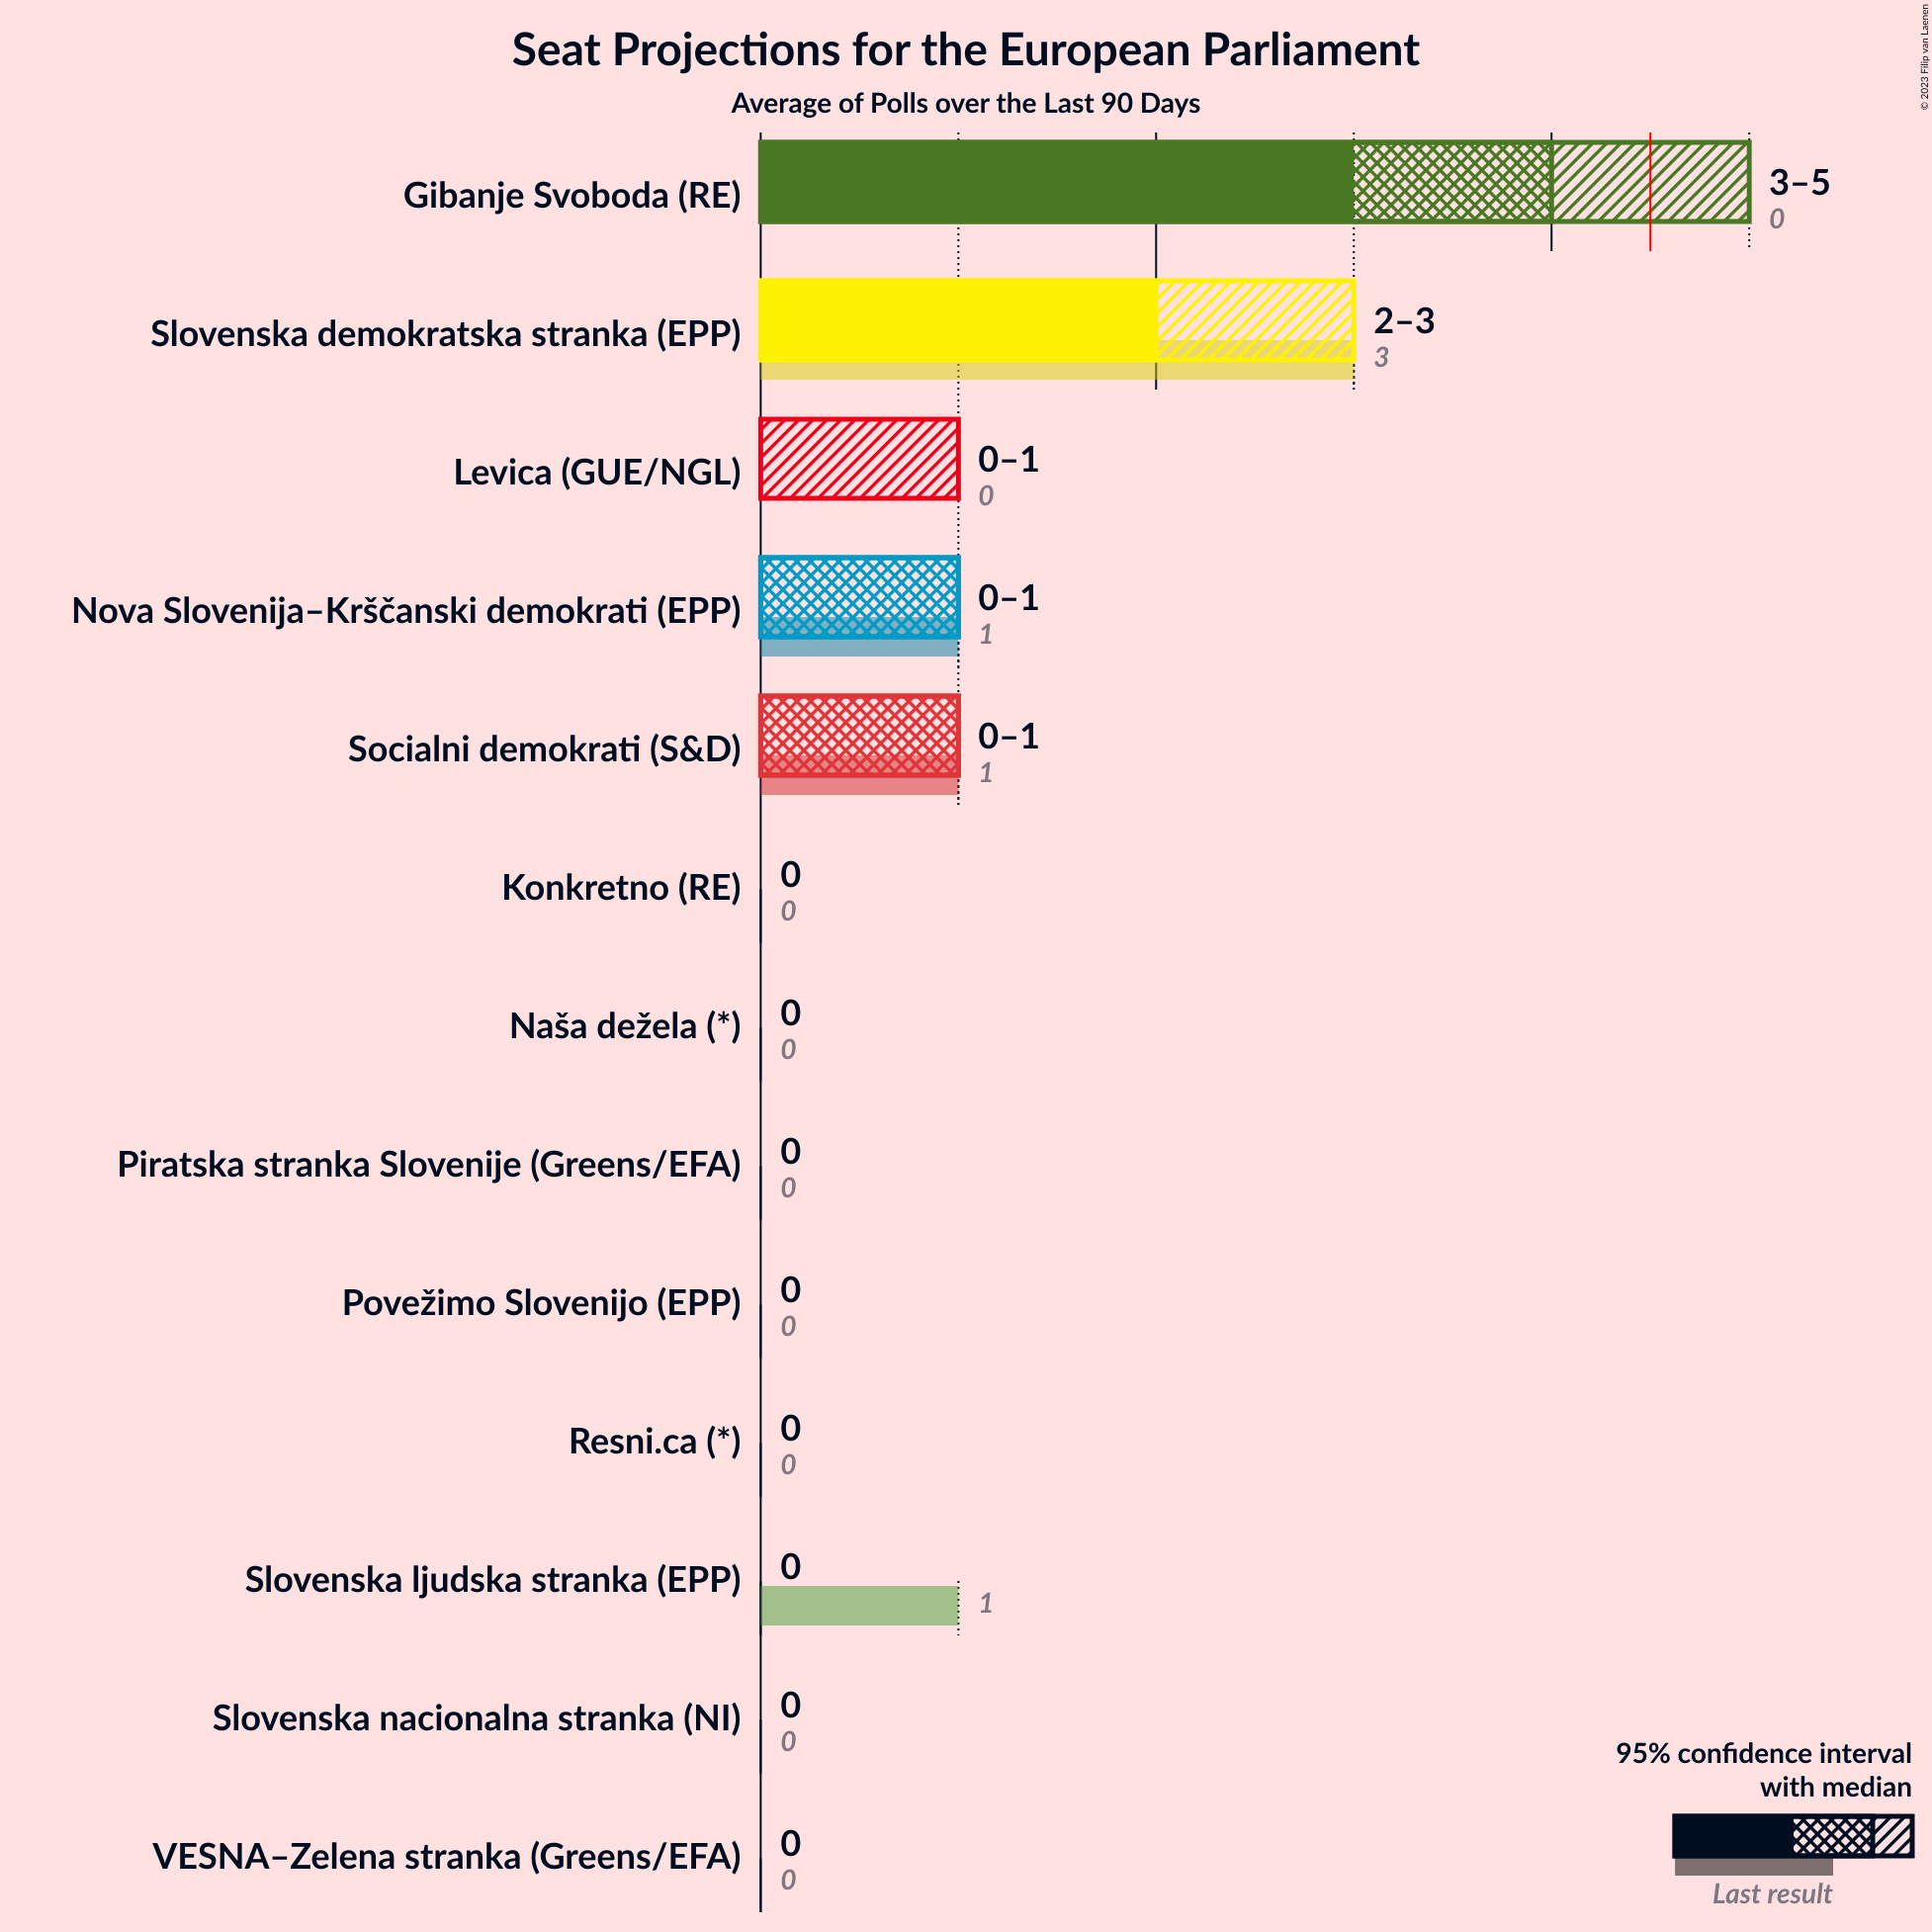 Seat Projections for the European Parliament
Average of Polls over the Last 90 Days
© 2023 Filip van Laenen
Gibanje Svoboda (RE)
3–5
0
Slovenska demokratska stranka (EPP)
2–3
3
Levica (GUE/NGL)
0–1
0
Nova Slovenija–Krščanski demokrati (EPP)
0–1
1
Socialni demokrati (S&D)
0–1
1
Konkretno (RE)
0
0
Naša dežela (*)
0
0
Piratska stranka Slovenije (Greens/EFA)
0
0
Povežimo Slovenijo (EPP)
0
0
Resni.ca (*)
0
0
Slovenska ljudska stranka (EPP)
0
1
Slovenska nacionalna stranka (NI)
0
0
VESNA–Zelena stranka (Greens/EFA)
0
0
95% confidence interval
with median
Last result